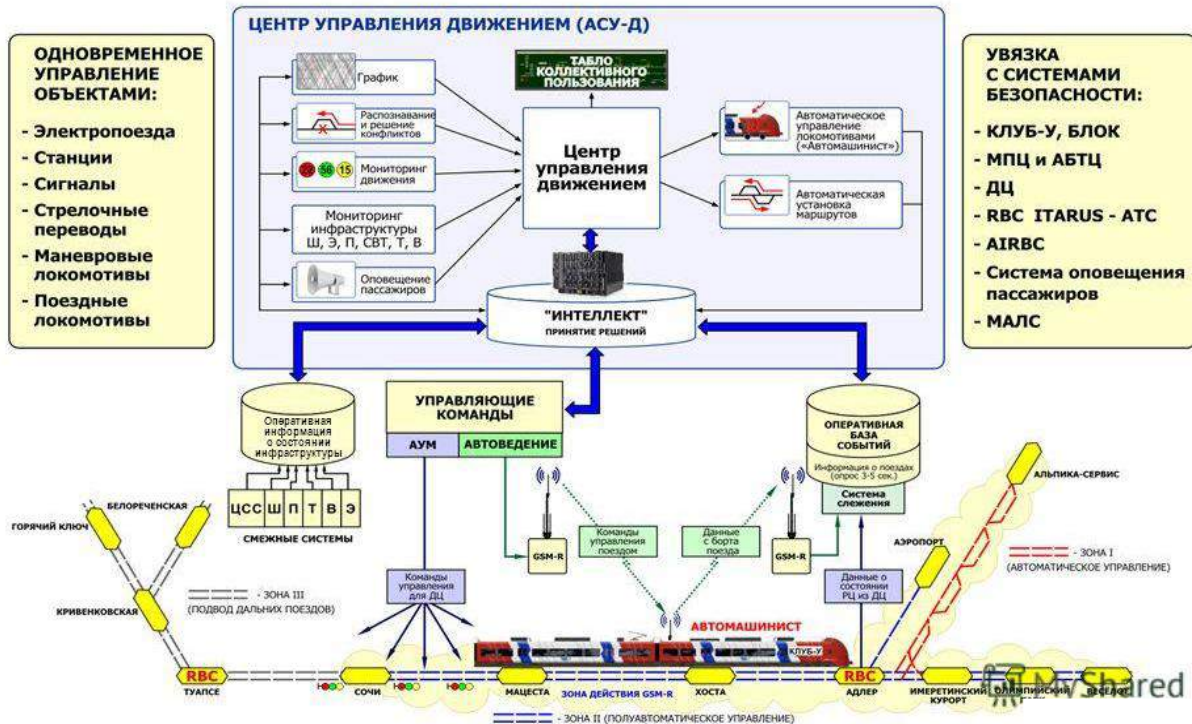 ЦЕНТР УПРАВЛЕНИЯ ДВИЖЕНИЕМ (АСУ-Д)
ОДНОВРЕМЕННОЕ
УПРАВЛЕНИЕ
ОБЪЕКТАМИ:
- Электропоезда
- Станции
- Сигналы
- Стрелочные
переводы
- Маневровые
локомотивы
- Поездные
локомотивы
График
Распознавание
и решение
конфликтов
56
15
Мониторинг
движения
Мониторинг
инфраструктуры
Ш, Э, П, СВТ, Т, В
Оповещение
пассажиров
ТАБЛО
КОЛЛЕКТИВНОГО
ПОЛЬЗОВАНИЯ
Центр
управления
движением
Автоматическое
управление
локомотивами
(«Автомашинист»)
Автоматическая
установка
маршрутов
"ИНТЕЛЛЕКТ"
ПРИНЯТИЕ РЕШЕНИЙ
УВЯЗКА
С СИСТЕМАМИ
БЕЗОПАСНОСТИ:
- КЛУБ-У, БЛОК
- МПЦ и АБТЦ
- ДЦ
- RBC ITARUS - ATC
- AIRBC
- Система оповещения
пассажиров
- МАЛС
Оперативная
информация
о состоянии
инфраструктуры
ЦСС Ш П Т В Э
СМЕЖНЫЕ СИСТЕМЫ
УПРАВЛЯЮЩИЕ
КОМАНДЫ
АУМ
АВТОВЕДЕНИЕ
GSM-R
Команды
управления
поездом
Данные
с борта
поезда
GSM-R
ОПЕРАТИВНАЯ
БАЗА
СОБЫТИЙ
Информация о поездах
(опрос 3-5 сек.)
Система
слежения
Команды
управления
для ДЦ
Данные о
состоянии
РЦ из ДЦ
БЕЛОРЕЧЕНСКАЯ
ГОРЯЧИЙ КЛЮЧ
КРИВЕНКОВСКАЯ
- ЗОНА III
(ПОДВОД ДАЛЬНИХ ПОЕЗДОВ)
АЛЬПИКА-СЕРВИС
АЭРОПОРТ
- ЗОНА I
(АВТОМАТИЧЕСКОЕ УПРАВЛЕНИЕ)
АВТОМАШИНИСТ
КЛУБ-У
RBC
ТУАПСЕ
СОЧИ
МАЦЕСТА
ЗОНА ДЕЙСТВИЯ GSM-R
ХОСТА
RBC
АДЛЕР
ИМЕРЕТИНСКИЙ
КУРОРТ
ОЛИМПИЙСКИЙ
ВЕСЕЛОЕ
- ЗОНА II (ПОЛУАВТОМАТИЧЕСКОЕ УПРАВЛЕНИЕ)
MyShared